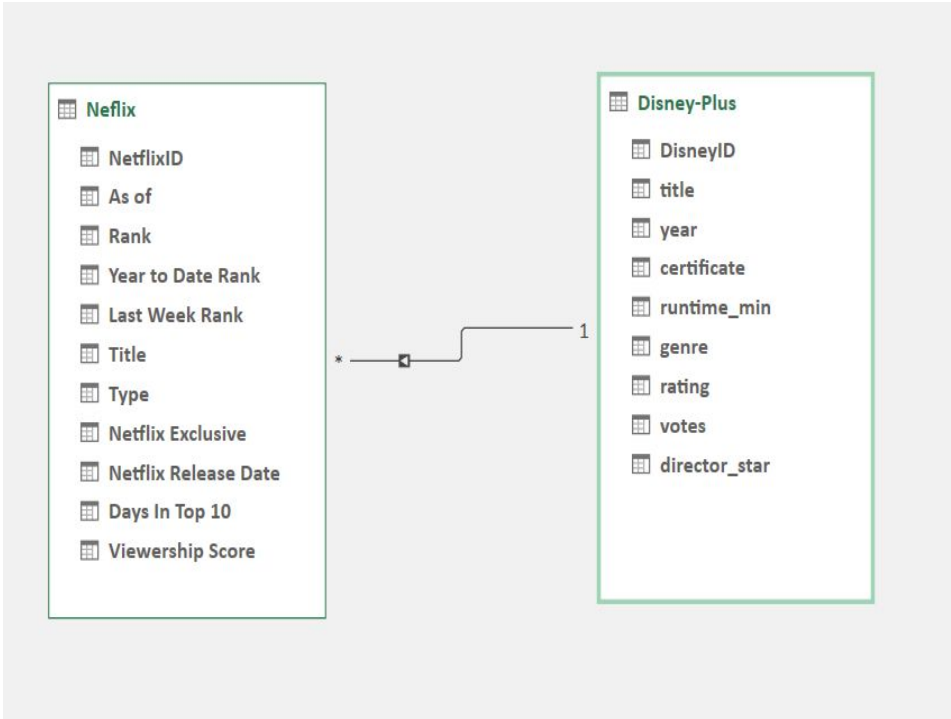 Neflix
NetflixID
As of
Rank
Year to Date Rank
Last Week Rank
Title
Type
Netflix Exclusive
Netflix Release Date
Days In Top 10
Viewership Score
*
1
Disney-Plus
DisneyID
title
year
certificate
runtime_min
genre
rating
votes
director_star